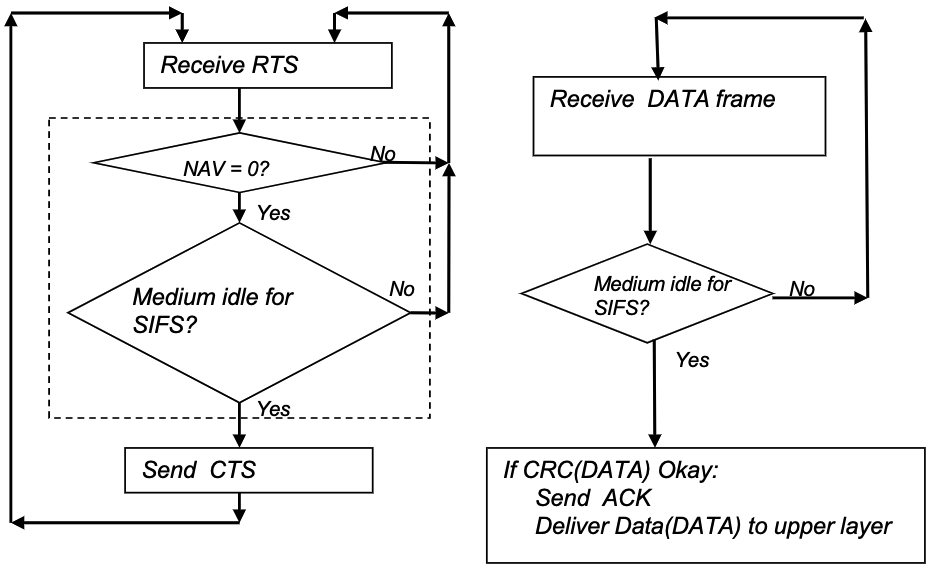 Receive RTS
NAV = 0?
No
Yes
Medium idle for
SIFS?
No
Yes
Send CTS
Receive DATA frame
Medium idle for
SIFS?
No
Yes
If CRC(DATA) Okay:
Send ACK
Deliver Data(DATA) to upper layer